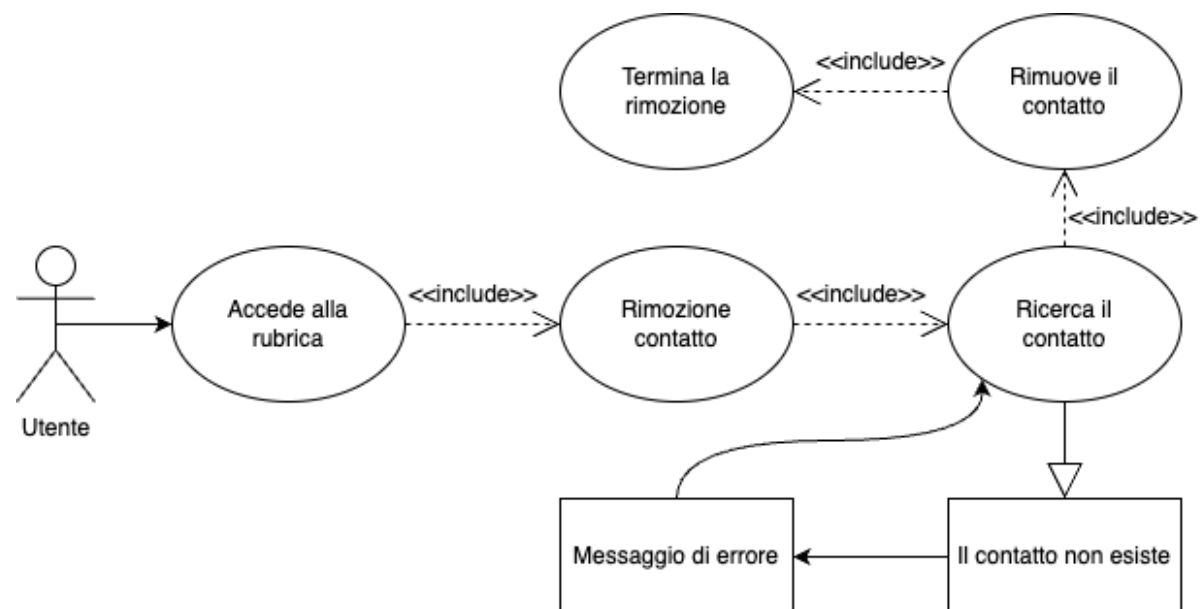 Termina la
rimozione
<<include>>
Rimuove il
contatto
<<include>>
Utente
Accede alla
rubrica
<<include>>
Rimozione
contatto
<<include>>
Ricerca il
contatto
Messaggio di errore
Il contatto non esiste